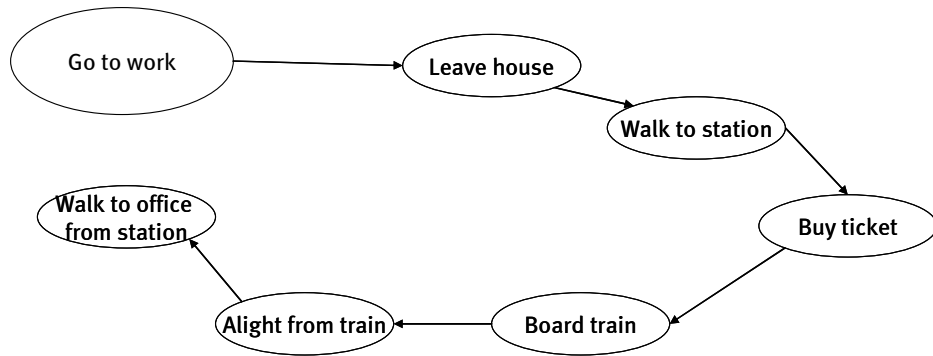 Go to work
Leave house
Walk to station
Buy ticket
Board train
Alight from train
Walk to office
from station